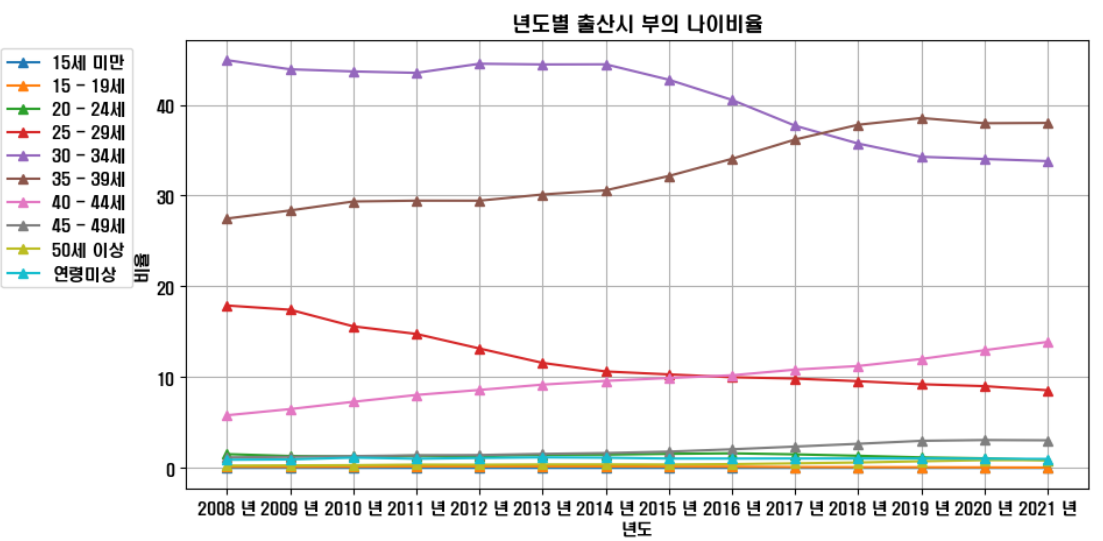 년도별 출산시 부의 나이비율
15세 미만
15 - 19세
20 - 24세
25 - 29세
30 - 34세
35 - 39세
40 - 44세
45 - 49세
50세 이상
연령미상
비율
40
30
20
10
0
2008 년 2009 년 2010 년 2011 년 2012 년 2013 년 2014 년 2015 년 2016 년 2017 년 2018 년 2019 년 2020 년 2021 년
년도